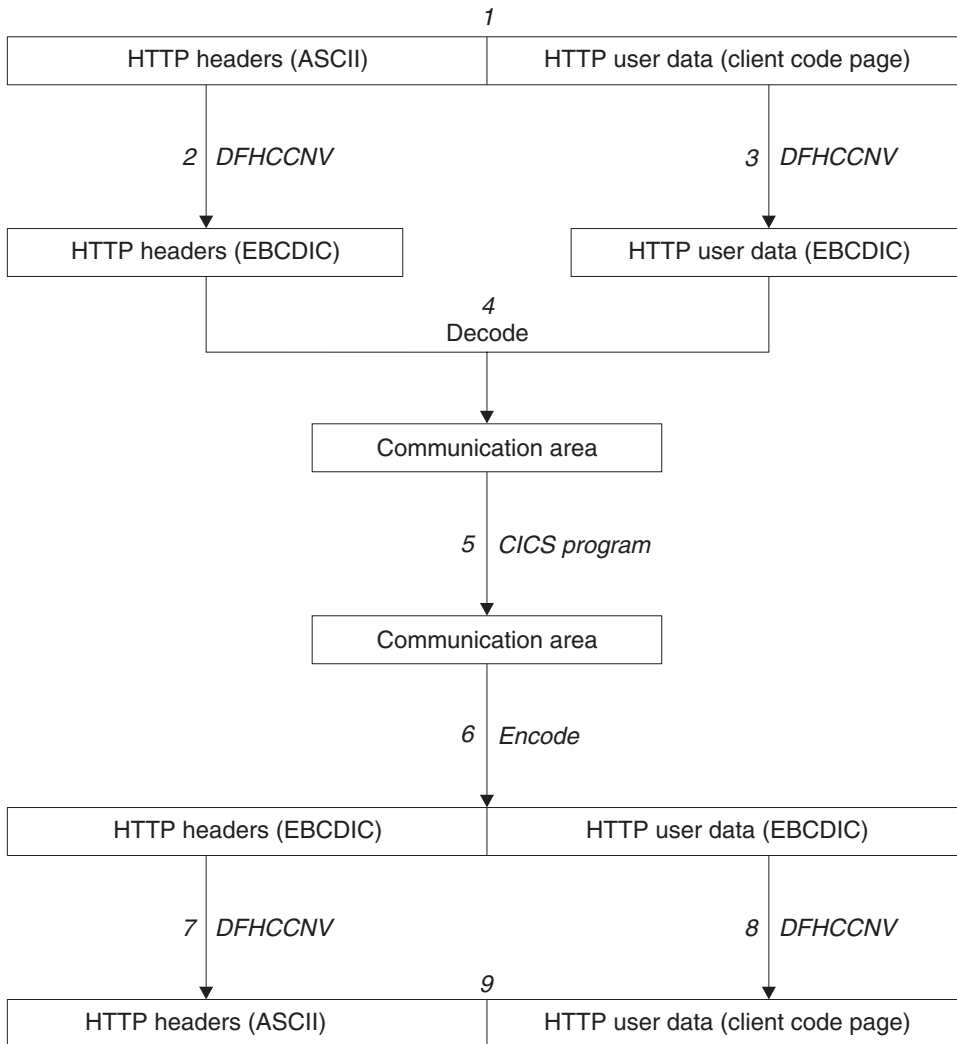 1
HTTP headers (ASCII) HTTP user data (client code page)
2 DFHCCNV 3 DFHCCNV
HTTP headers (EBCDIC) HTTP user data (EBCDIC)
4
Decode
Communication area
5 CICS program
Communication area
6 Encode
HTTP headers (EBCDIC) HTTP user data (EBCDIC)
7 DFHCCNV 8 DFHCCNV
9
HTTP headers (ASCII) HTTP user data (client code page)